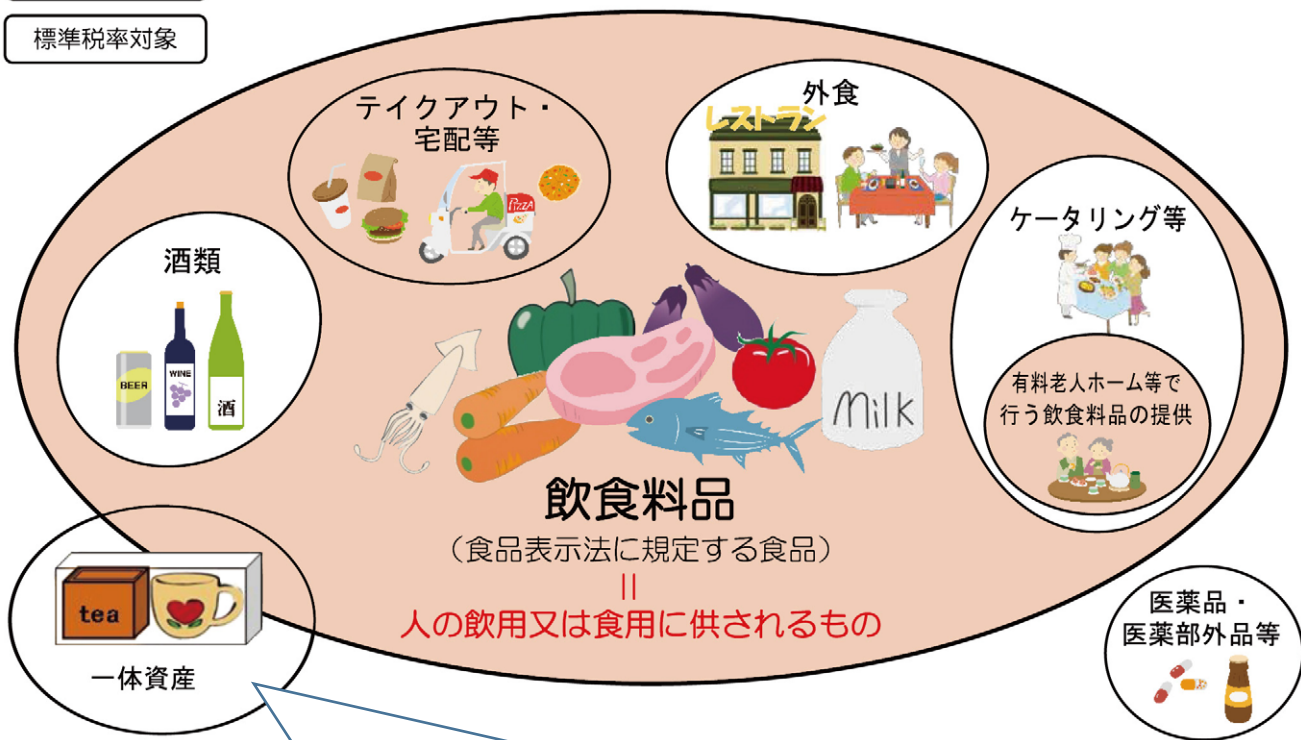 標準税率対象
テイクアウト・
宅配等
PIZZA
外食
レストラン
ケータリング等
酒類
BEER
WINE
酒
Milk
有料老人ホーム等で
行う飲食料品の提供
飲食料品
（食品表示法に規定する食品）
||
人の飲用又は食用に供されるもの
tea
一体資産
医薬品・
医薬部外品等